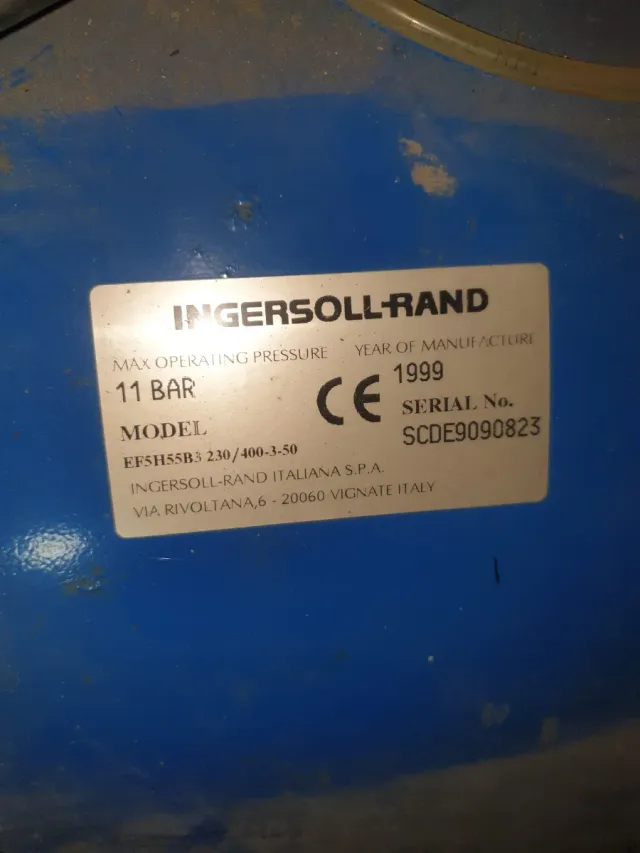 INGERSOLL-RAND
MAX OPERATING PRESSURE YEAR OF MANUFACTURE
11 BAR CE 1999
MODEL SERIAL No.
EF5H55B3 230/400-3-50 SCDE9090823
INGERSOLL-RAND ITALIANA S.P.A.
VIA RIVOLTANA,6 - 20060 VIGNATE ITALY